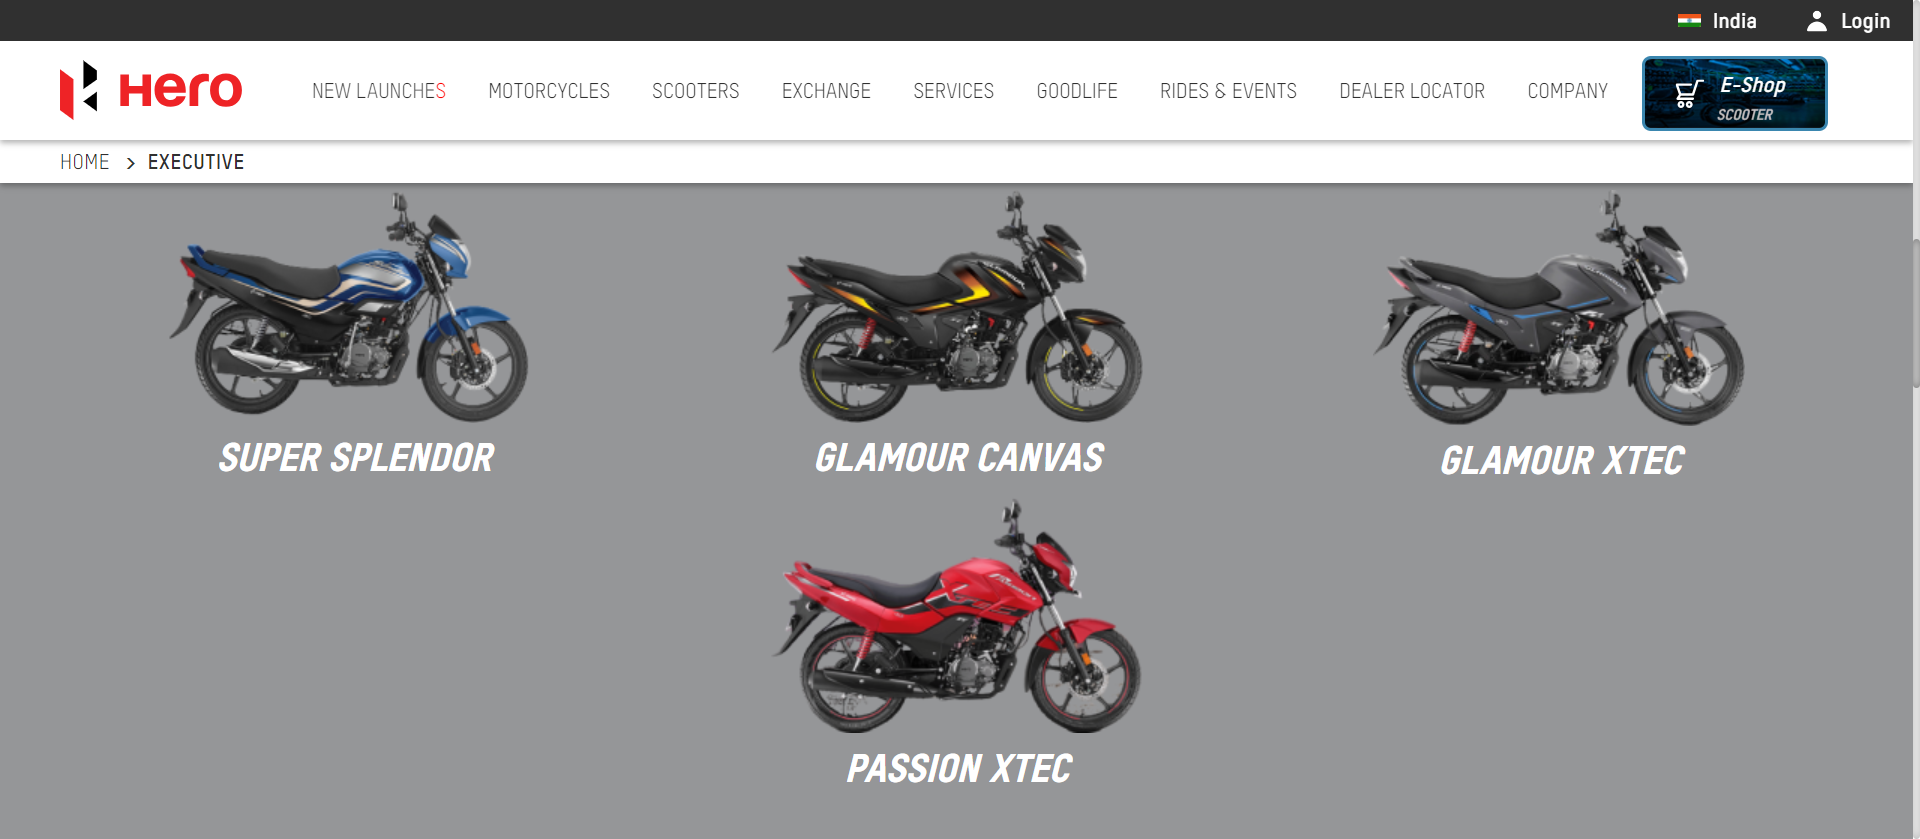 India
Login
Hero
NEW LAUNCHES
MOTORCYCLES
SCOOTERS
EXCHANGE
SERVICES
GOODLIFE
RIDES & EVENTS
DEALER LOCATOR
COMPANY
E-Shop
SCOOTER
HOME > EXECUTIVE
SUPER SPLENDOR
GLAMOUR CANVAS
GLAMOUR XTEC
PASSION XTEC